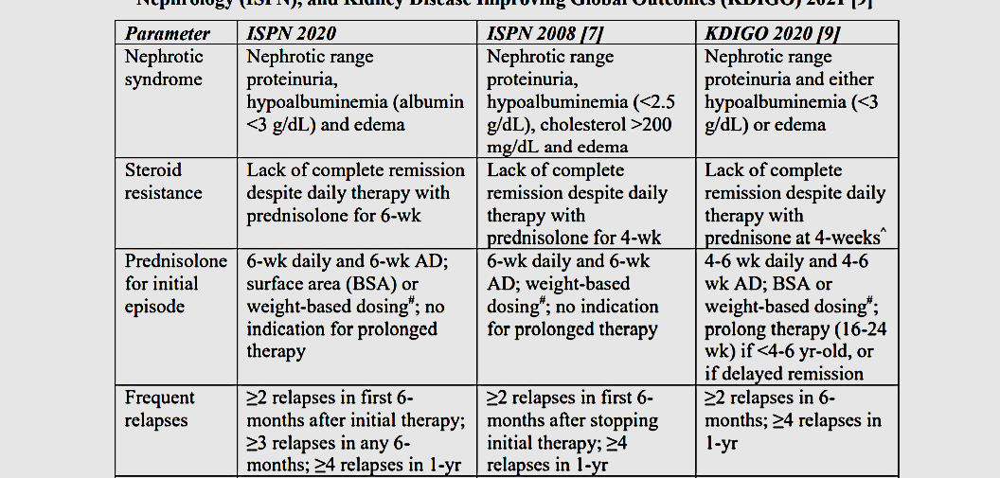 Nephrology (ISPN), and Kidney Disease Improving Global Outcomes (KDIGO) 2021 [9]
Parameter ISPN 2020 ISPN 2008 [7] KDIGO 2020 [9]
Nephrotic syndrome
Nephrotic range
proteinuria,
hypoalbuminemia (albumin
<3 g/dL) and edema
Nephrotic range
proteinuria,
hypoalbuminemia (<2.5
g/dL), cholesterol >200
mg/dL and edema
Nephrotic range
proteinuria and either
hypoalbuminemia (<3
g/dL) or edema
Steroid
resistance
Lack of complete remission
despite daily therapy with
prednisolone for 6-wk
Lack of complete
remission despite daily
therapy with
prednisolone for 4-wk
Lack of complete
remission despite daily
therapy with
prednisone at 4-weeks^
Prednisolone
for initial
episode
6-wk daily and 6-wk AD;
surface area (BSA) or
weight-based dosing#; no
indication for prolonged
therapy
6-wk daily and 6-wk
AD; weight-based
dosing#; no indication
for prolonged therapy
4-6 wk daily and 4-6
wk AD; BSA or
weight-based dosing#;
prolong therapy (16-24
wk) if <4-6 yr-old, or
if delayed remission
Frequent
relapses
≥2 relapses in first 6-
months after initial therapy;
≥3 relapses in any 6-
months; ≥4 relapses in 1-yr
≥2 relapses in first 6-
months after stopping
initial therapy; ≥4
relapses in 1-yr
≥2 relapses in 6-
months; ≥4 relapses in
1-yr